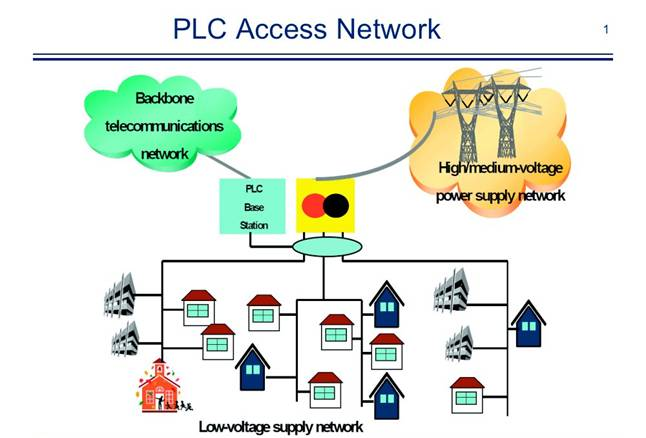 PLC Access Network
1
Backbone
telecommunications
network
High/medium-voltage
power supply network
PLC
Base
Station
Low-voltage supply network